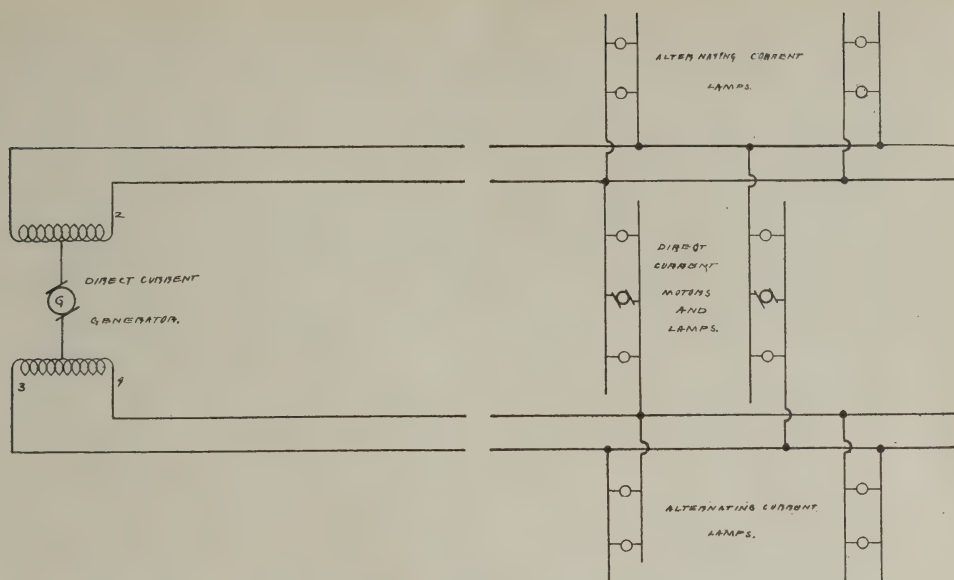 ALTERNATING CURRENT
LAMPS.
2
DIRECT CURRENT
G
GENERATOR.
3
4
DIRECT
CURRENT
MOTORS
AND
LAMPS.
ALTERNATING CURRENT
LAMPS.